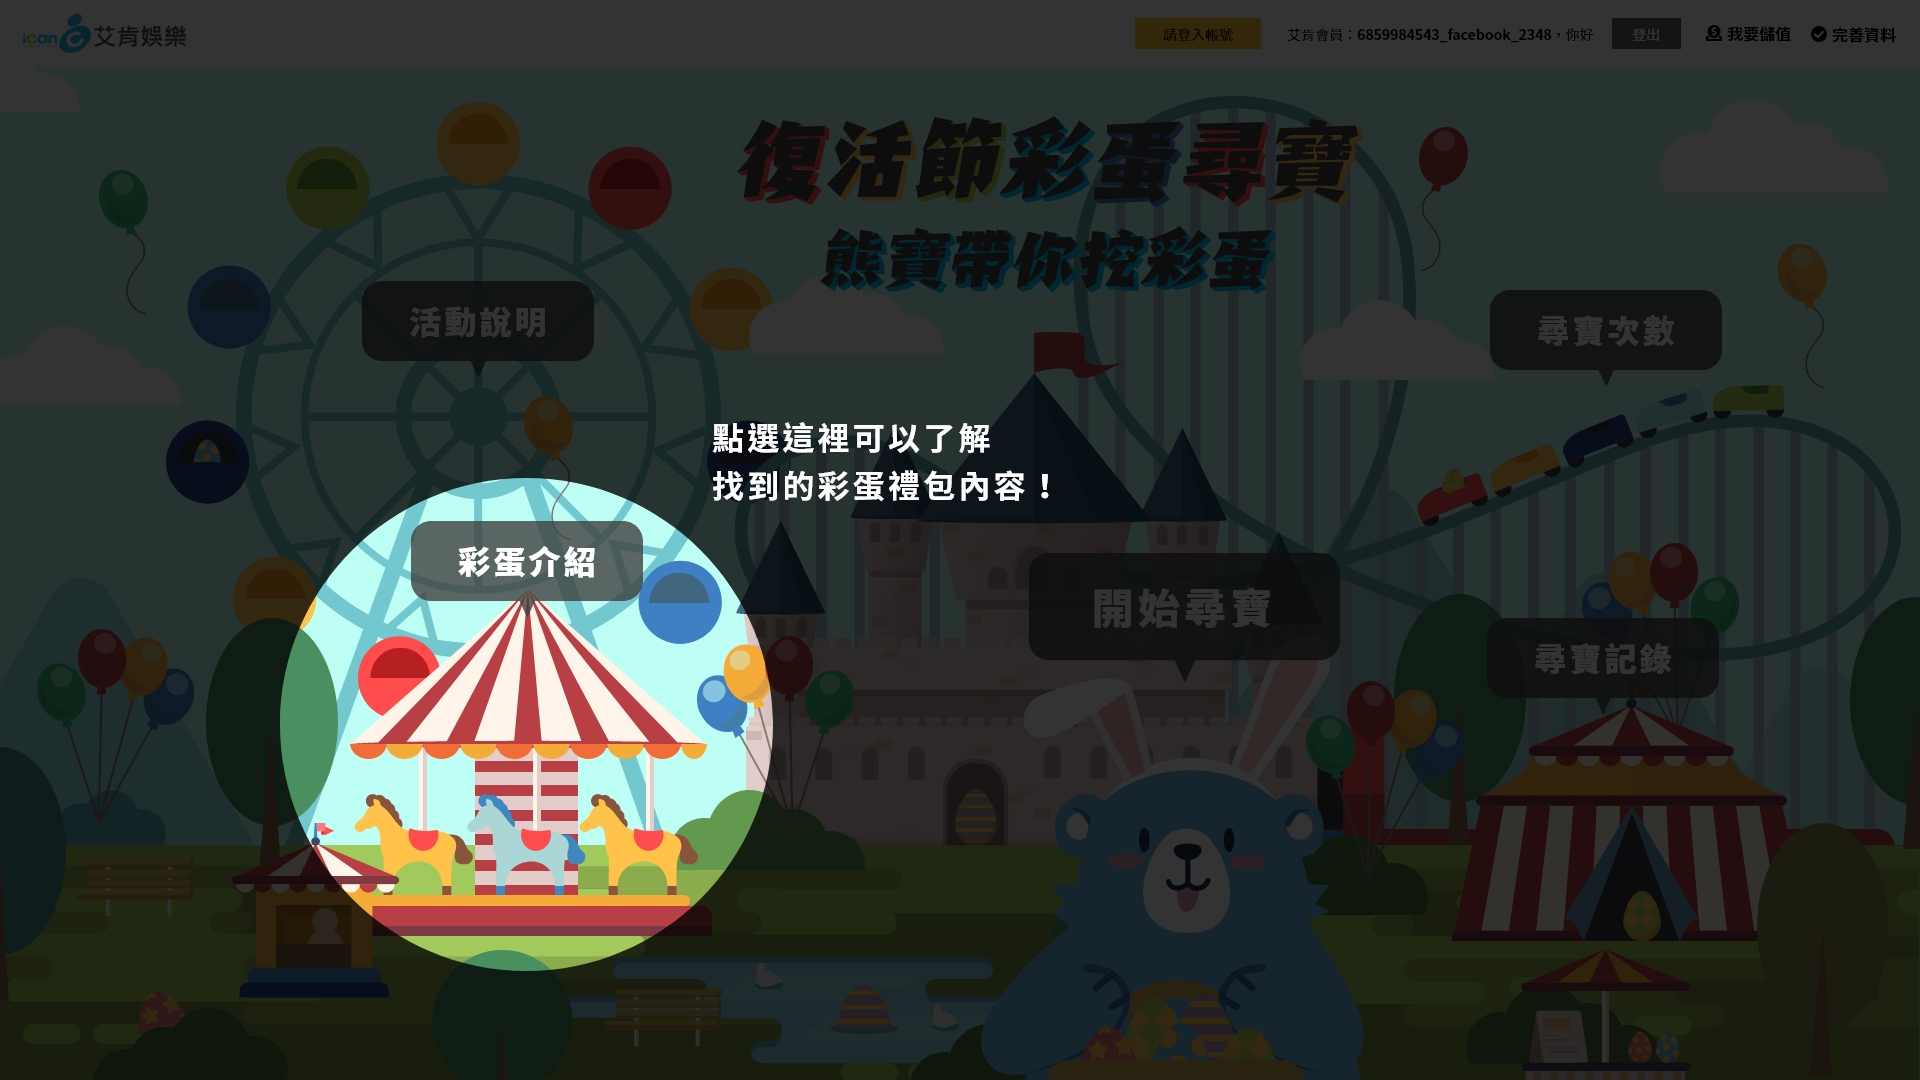 ican 艾肯娛樂
請登入帳號
艾肯會員：6859984543_facebook_2348，你好
登出
我要儲值
完善資料
復活節彩蛋尋寶
熊寶帶你挖彩蛋
活動說明
尋寶次數
點選這裡可以了解
找到的彩蛋禮包內容！
彩蛋介紹
開始尋寶
尋寶記錄